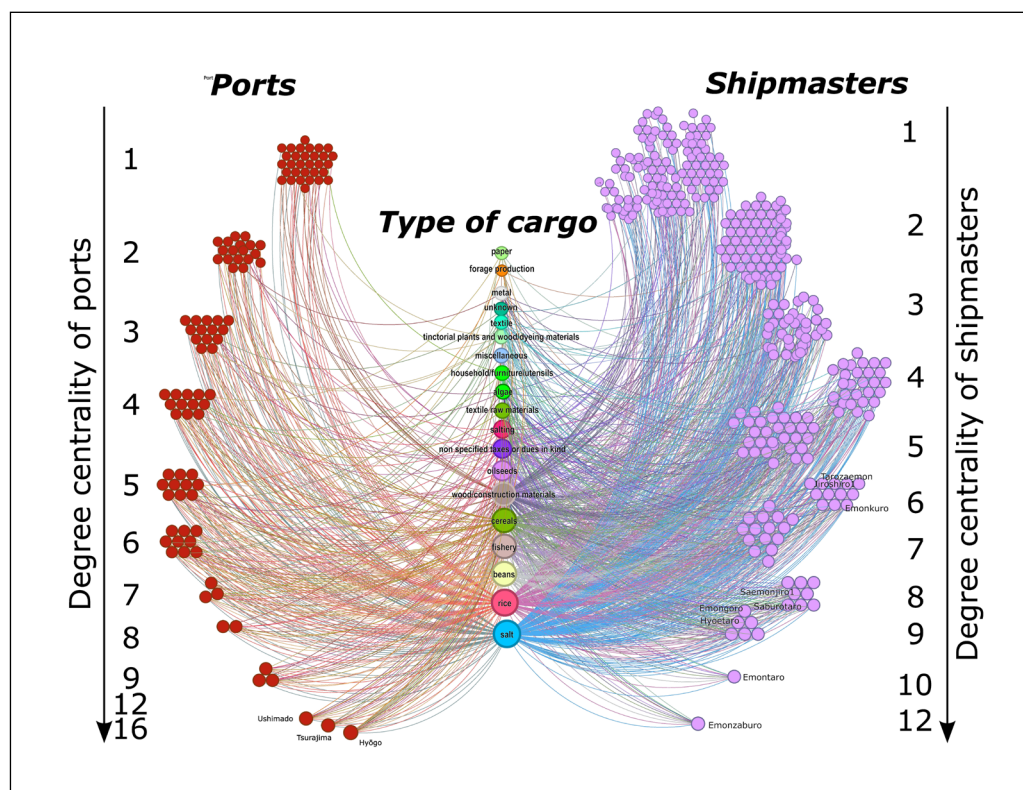 Port
Ports
Shipmasters
Type of cargo
Degree centrality of ports
1
2
3
4
5
6
7
8
9
12
16
paper
forage production
metal
unknown
textile
tinctorial plants and wood/dyeing materials
miscellaneous
household/furniture/utensils
algae
textile raw materials
salting
non specified taxes or dues in kind
oilseeds
wood/construction materials
cereals
fishery
beans
rice
salt
Ushimado
Tsurajima
Hyōgo
1
2
3
4
5
6
7
8
9
10
12
Tarozaemon
Jiroshiro1
Emonkuro
Saemonjiro1
Emongoro
Saburotaro
Hyoetaro
Emontaro
Emonzaburo
Degree centrality of shipmasters